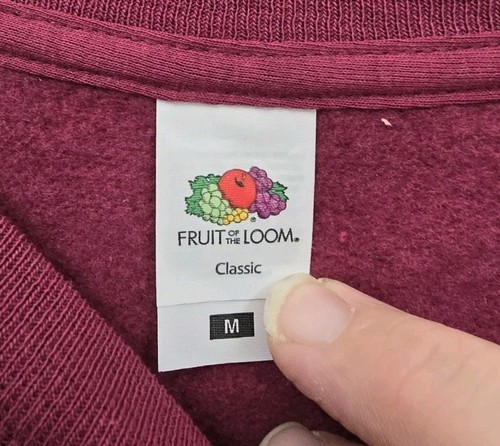 FRUIT OF THE LOOM®
Classic
M